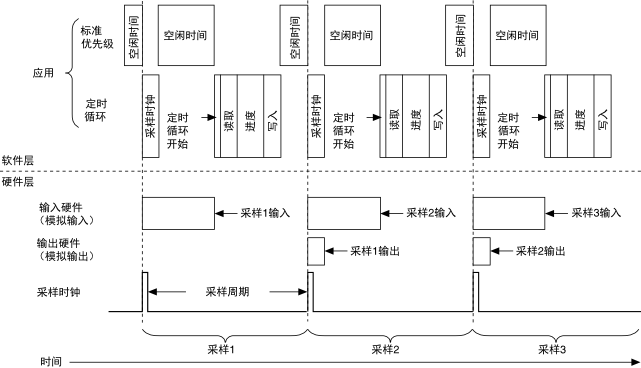 标准
优先级
空闲时间
空闲时间
空闲时间
空闲时间
空闲时间
空闲时间
应用
定时
循环
采样时钟
定时
循环
开始
读取
进度
写入
采样时钟
定时
循环
开始
读取
进度
写入
采样时钟
定时
循环
开始
读取
进度
写入
软件层
硬件层
输入硬件
（模拟输入）
采样1输入
采样2输入
采样3输入
输出硬件
（模拟输出）
采样1输出
采样2输出
采样时钟
采样周期
采样1
采样2
采样3
时间